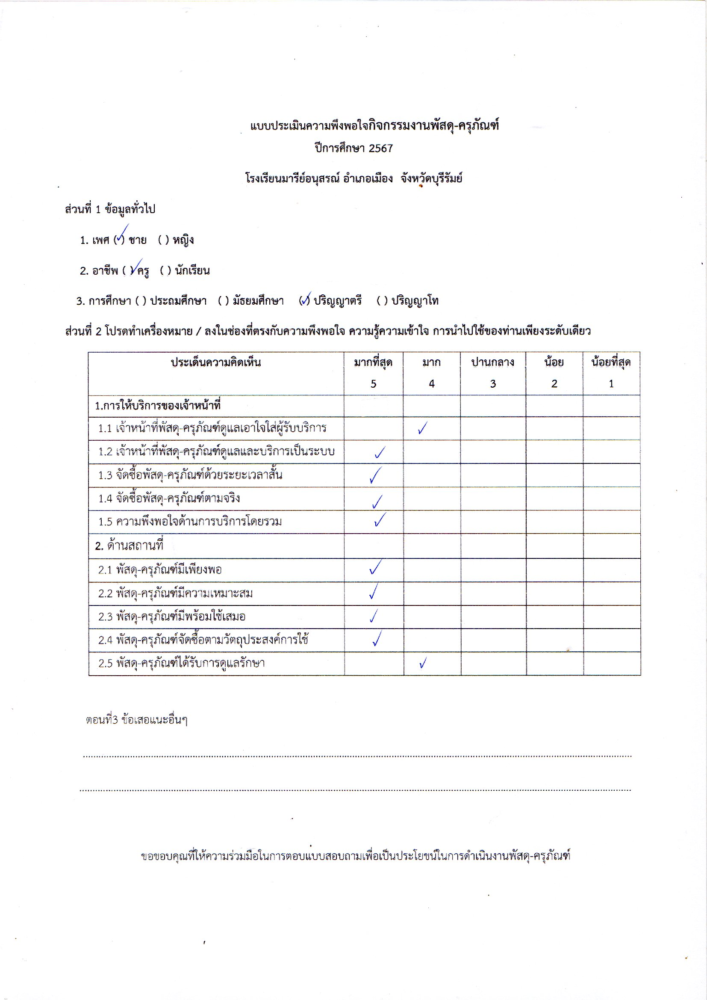 แบบประเมินความพึงพอใจกิจกรรมงานพัสดุ-ครุภัณฑ์
ปีการศึกษา 2567
โรงเรียนมารีย์อนุสรณ์ อำเภอเมือง จังหวัดบุรีรัมย์
ส่วนที่ 1 ข้อมูลทั่วไป
1. เพศ (✓) ชาย ( ) หญิง
2. อาชีพ (✓) ครู ( ) นักเรียน
3. การศึกษา ( ) ประถมศึกษา ( ) มัธยมศึกษา (✓) ปริญญาตรี ( ) ปริญญาโท
ส่วนที่ 2 โปรดทำเครื่องหมาย / ลงในช่องที่ตรงกับความพึงพอใจ ความรู้ความเข้าใจ การนำไปใช้ของท่านเพียงระดับเดียว
ประเด็นความคิดเห็น มากที่สุด มาก ปานกลาง น้อย น้อยที่สุด
5 4 3 2 1
1.การให้บริการของเจ้าหน้าที่
1.1 เจ้าหน้าที่พัสดุ-ครุภัณฑ์ดูแลเอาใจใส่ผู้รับบริการ ✓
1.2 เจ้าหน้าที่พัสดุ-ครุภัณฑ์ดูแลและบริการเป็นระบบ ✓
1.3 จัดซื้อพัสดุ-ครุภัณฑ์ด้วยระยะเวลาสั้น ✓
1.4 จัดซื้อพัสดุ-ครุภัณฑ์ตามจริง ✓
1.5 ความพึงพอใจด้านการบริการโดยรวม ✓
2. ด้านสถานที่
2.1 พัสดุ-ครุภัณฑ์มีเพียงพอ ✓
2.2 พัสดุ-ครุภัณฑ์มีความเหมาะสม ✓
2.3 พัสดุ-ครุภัณฑ์มีพร้อมใช้เสมอ ✓
2.4 พัสดุ-ครุภัณฑ์จัดซื้อตามวัตถุประสงค์การใช้ ✓
2.5 พัสดุ-ครุภัณฑ์ได้รับการดูแลรักษา ✓
ตอนที่3 ข้อเสอแนะอื่นๆ
ขอขอบคุณที่ให้ความร่วมมือในการตอบแบบสอบถามเพื่อเป็นประโยขน์ในการดำเนินงานพัสดุ-ครุภัณฑ์